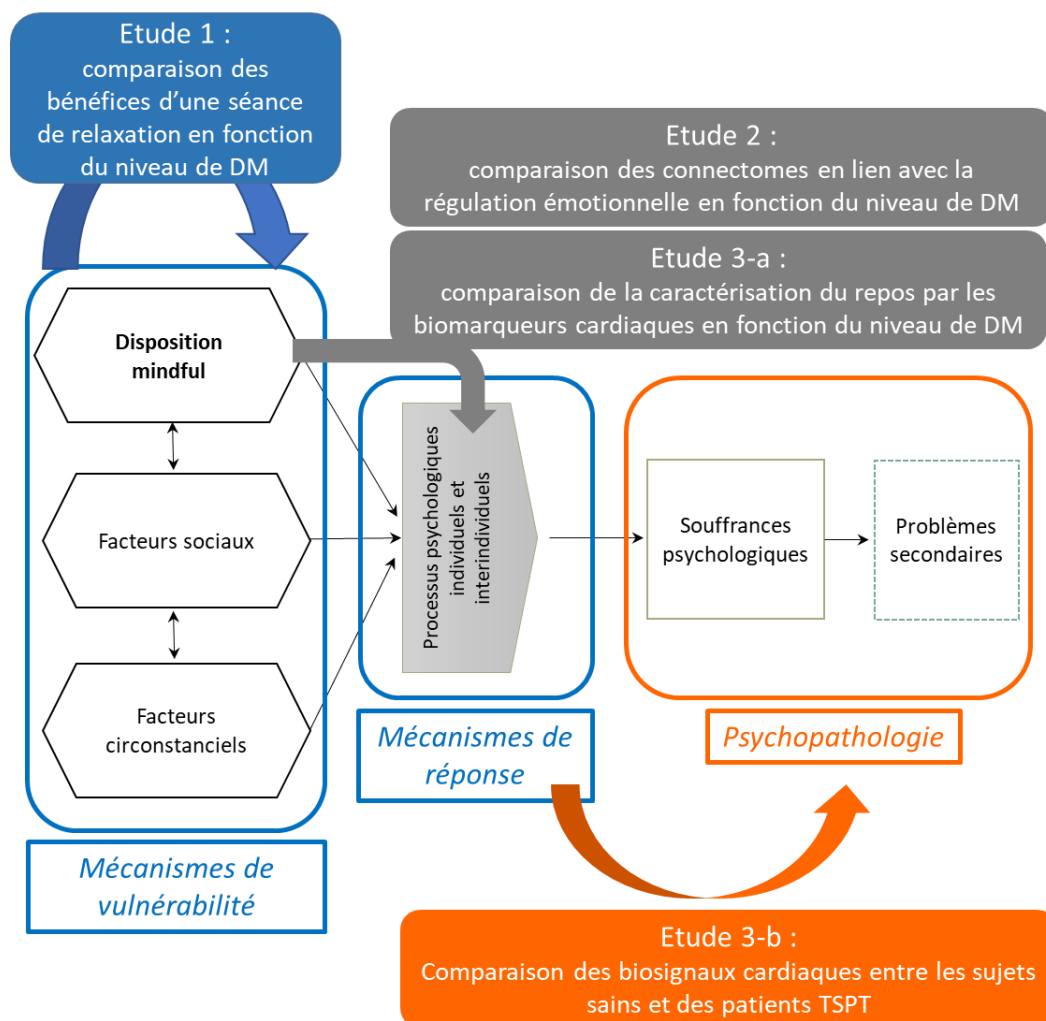 Etude 1 :
comparaison des
bénéfices d'une séance
de relaxation en fonction
du niveau de DM
Etude 2 :
comparaison des connectomes en lien avec la
régulation émotionnelle en fonction du niveau de DM
Etude 3-a :
comparaison de la caractérisation du repos par les
biomarqueurs cardiaques en fonction du niveau de DM
Disposition
mindful
Facteurs sociaux
Facteurs
circonstanciels
Mécanismes de
vulnérabilité
Processus psychologiques
individuels et
interindividuels
Mécanismes de
réponse
Souffrances
psychologiques
Problèmes
secondaires
Psychopathologie
Etude 3-b :
Comparaison des biosignaux cardiaques entre les sujets
sains et des patients TSPT